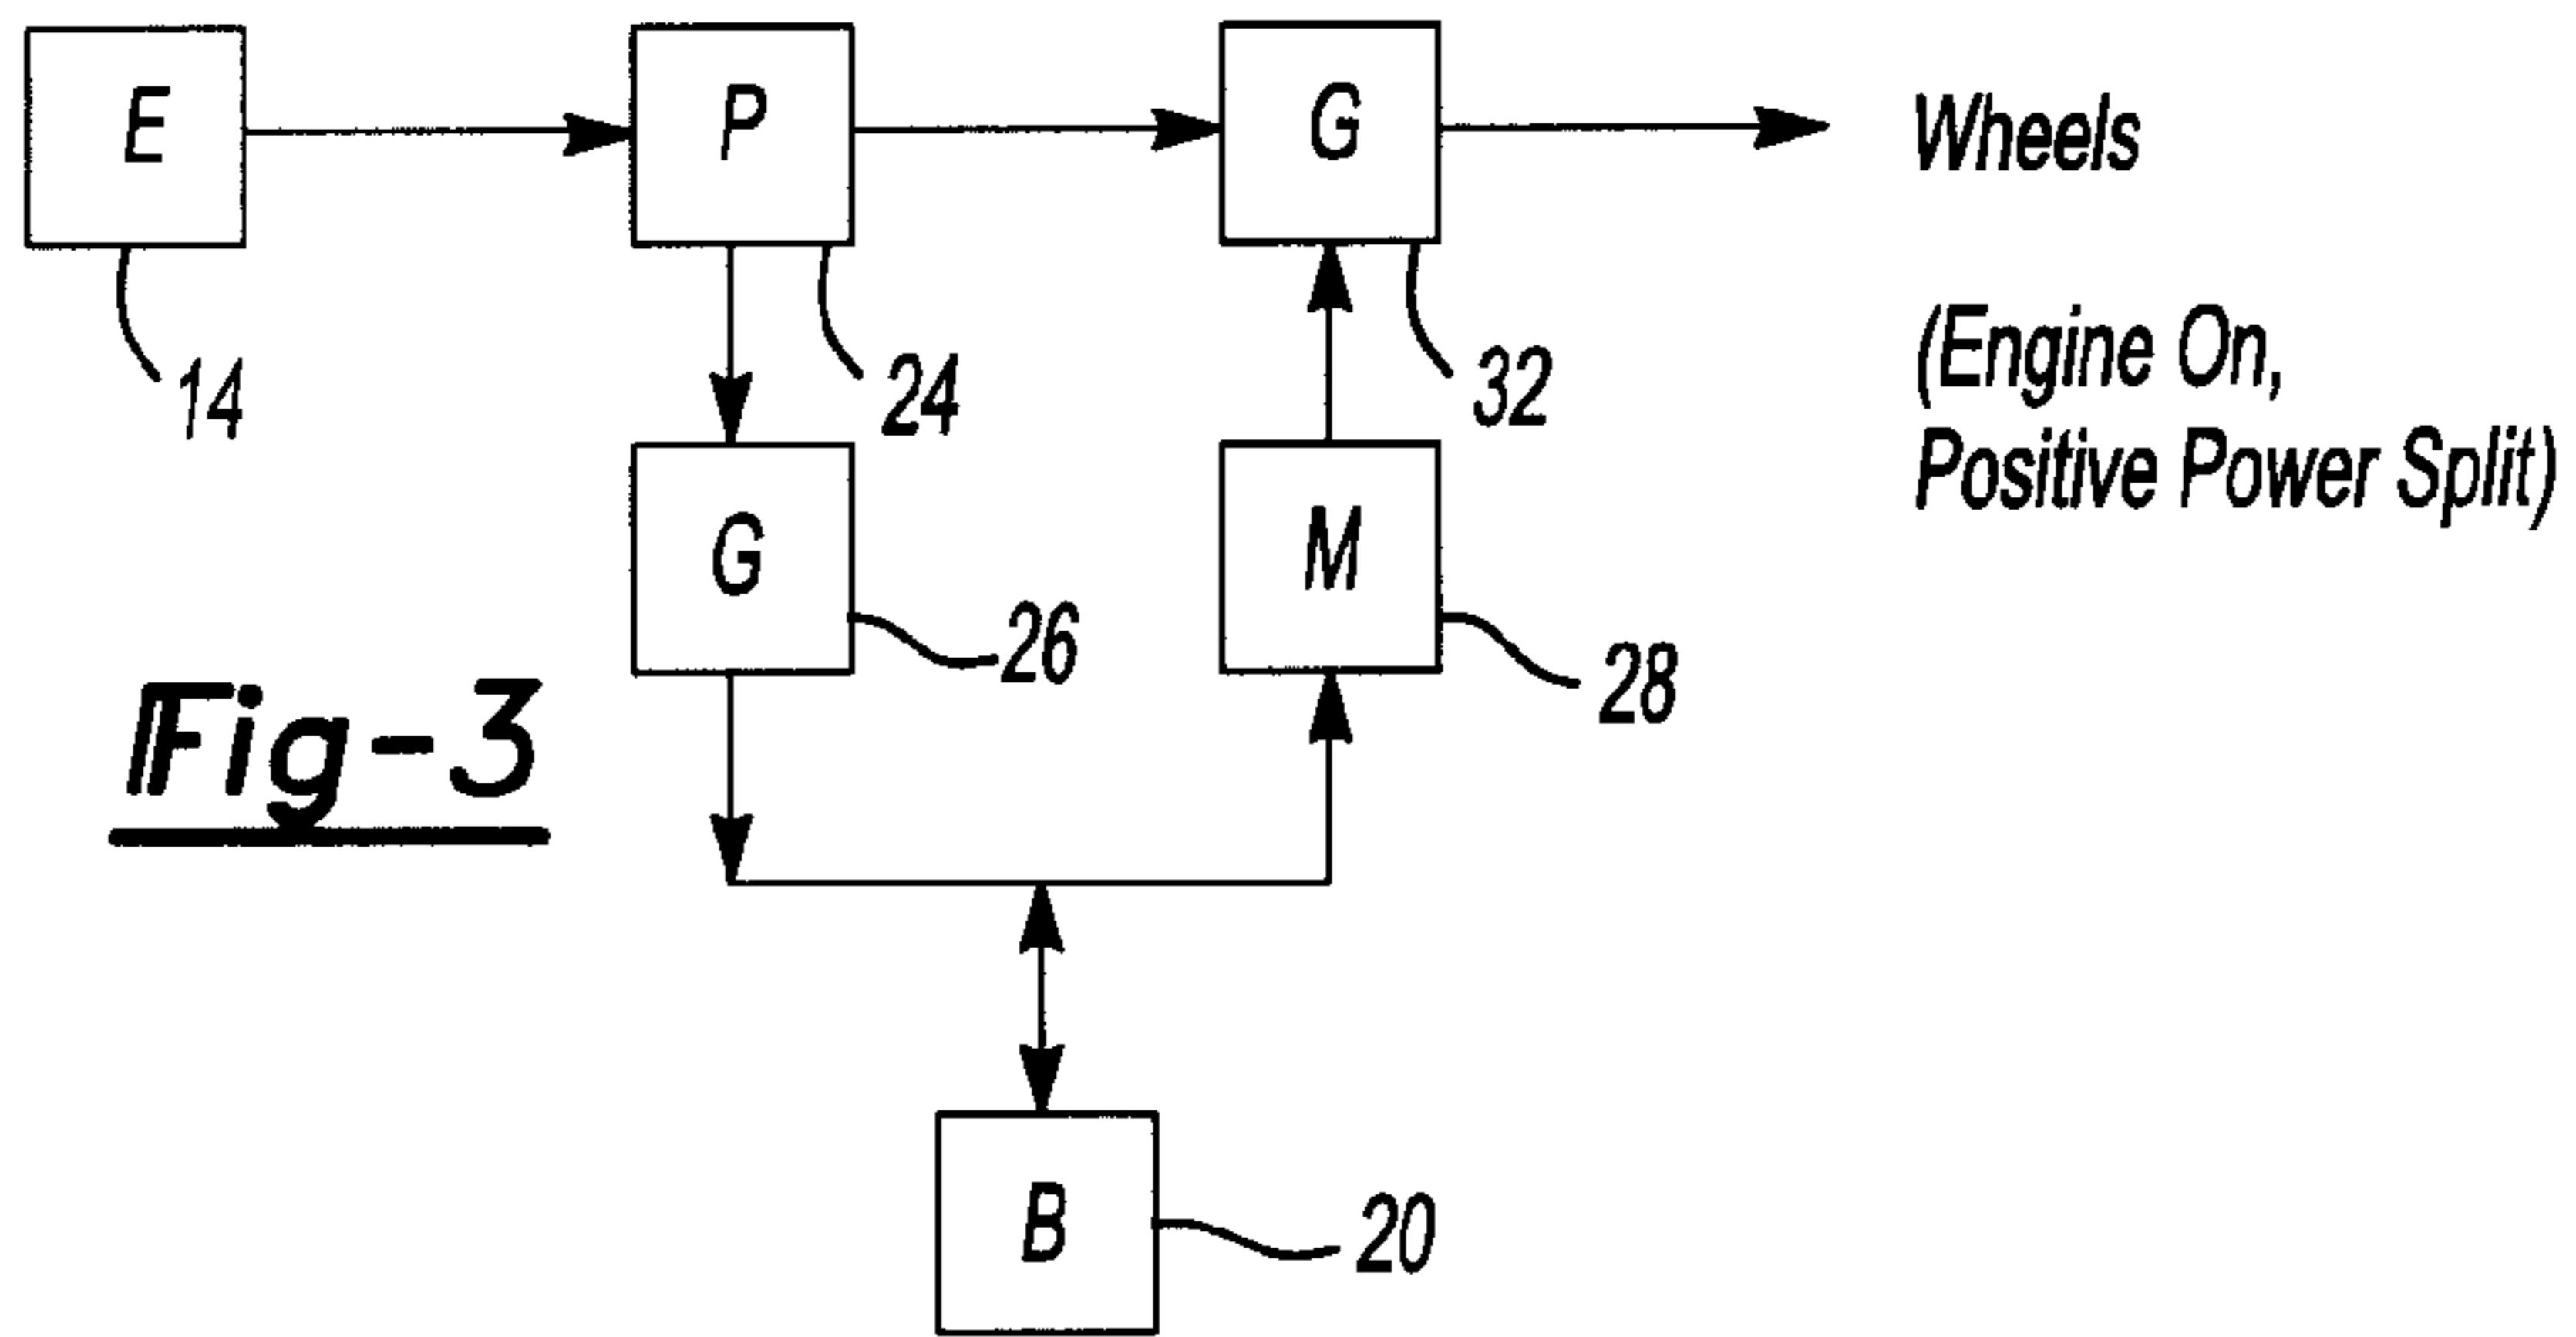 E
P
G
Wheels
14
24
32
(Engine On,
Positive Power Split)
G
M
26
28
Fig-3
B
20